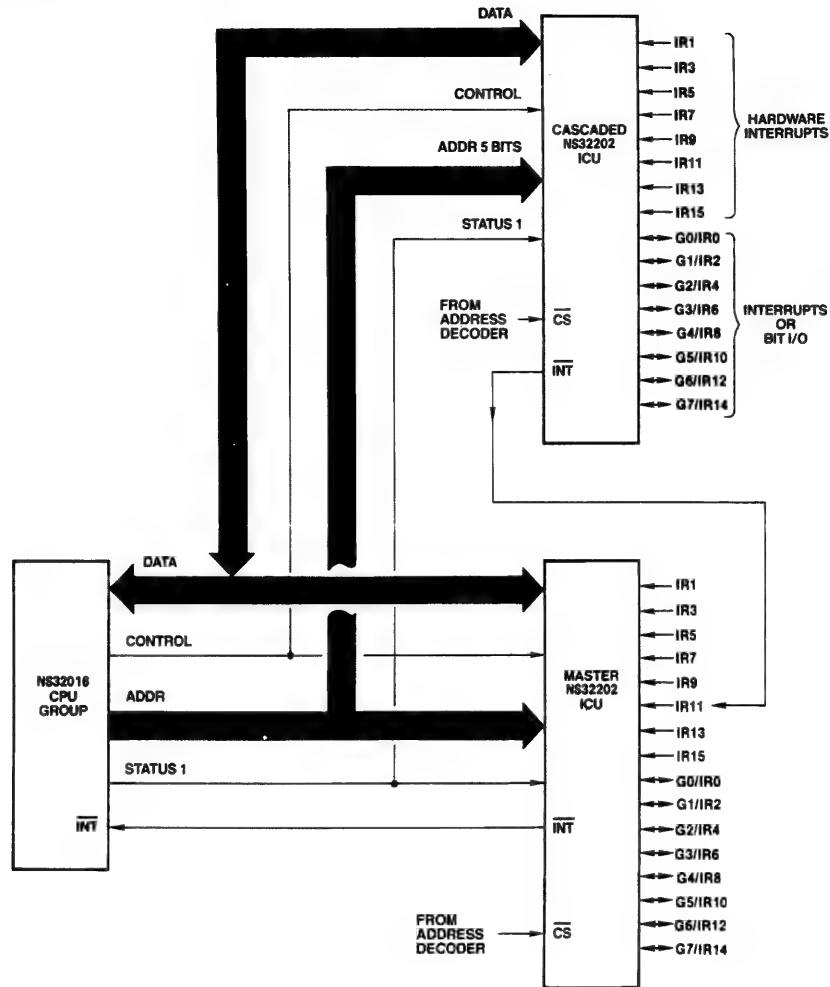 DATA
CONTROL
ADDR 5 BITS
STATUS 1
FROM
ADDRESS
DECODER
CS
INT
CASCADED
NS32202
ICU
IR1
IR3
IR5
IR7
IR9
IR11
IR13
IR15
G0/IR0
G1/IR2
G2/IR4
G3/IR6
G4/IR8
G5/IR10
G6/IR12
G7/IR14
HARDWARE
INTERRUPTS
INTERRUPTS
OR
BIT I/O
NS32016
CPU
GROUP
INT
DATA
CONTROL
ADDR
STATUS 1
MASTER
NS32202
ICU
INT
FROM
ADDRESS
DECODER
CS
IR1
IR3
IR5
IR7
IR9
IR11
IR13
IR15
G0/IR0
G1/IR2
G2/IR4
G3/IR6
G4/IR8
G5/IR10
G6/IR12
G7/IR14